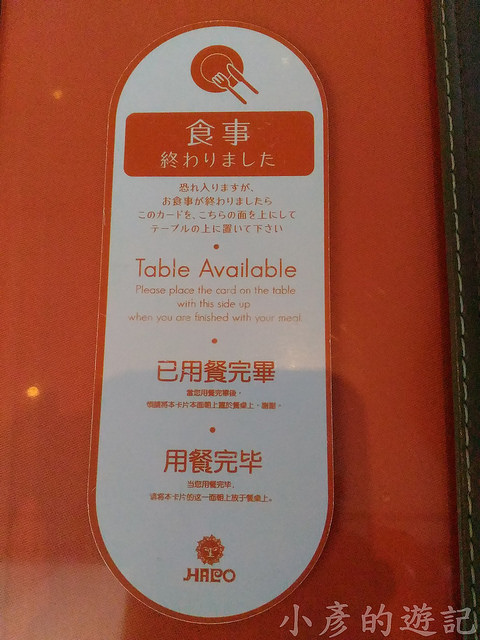 食事
終わりました
恐れ入りますが、
お食事が終わりましたら
このカードを、こちらの面を上にして
テーブルの上に置いて下さい
Table Available
Please place the card on the table
with this side up
when you are finished with your meal.
已用餐完畢
當您用餐完畢後，
煩請將本卡片本面朝上置於餐桌上，謝謝。
用餐完毕
当您用餐完毕，
请将本卡片的这一面朝上放于餐桌上。
HAPO
小彥的遊記